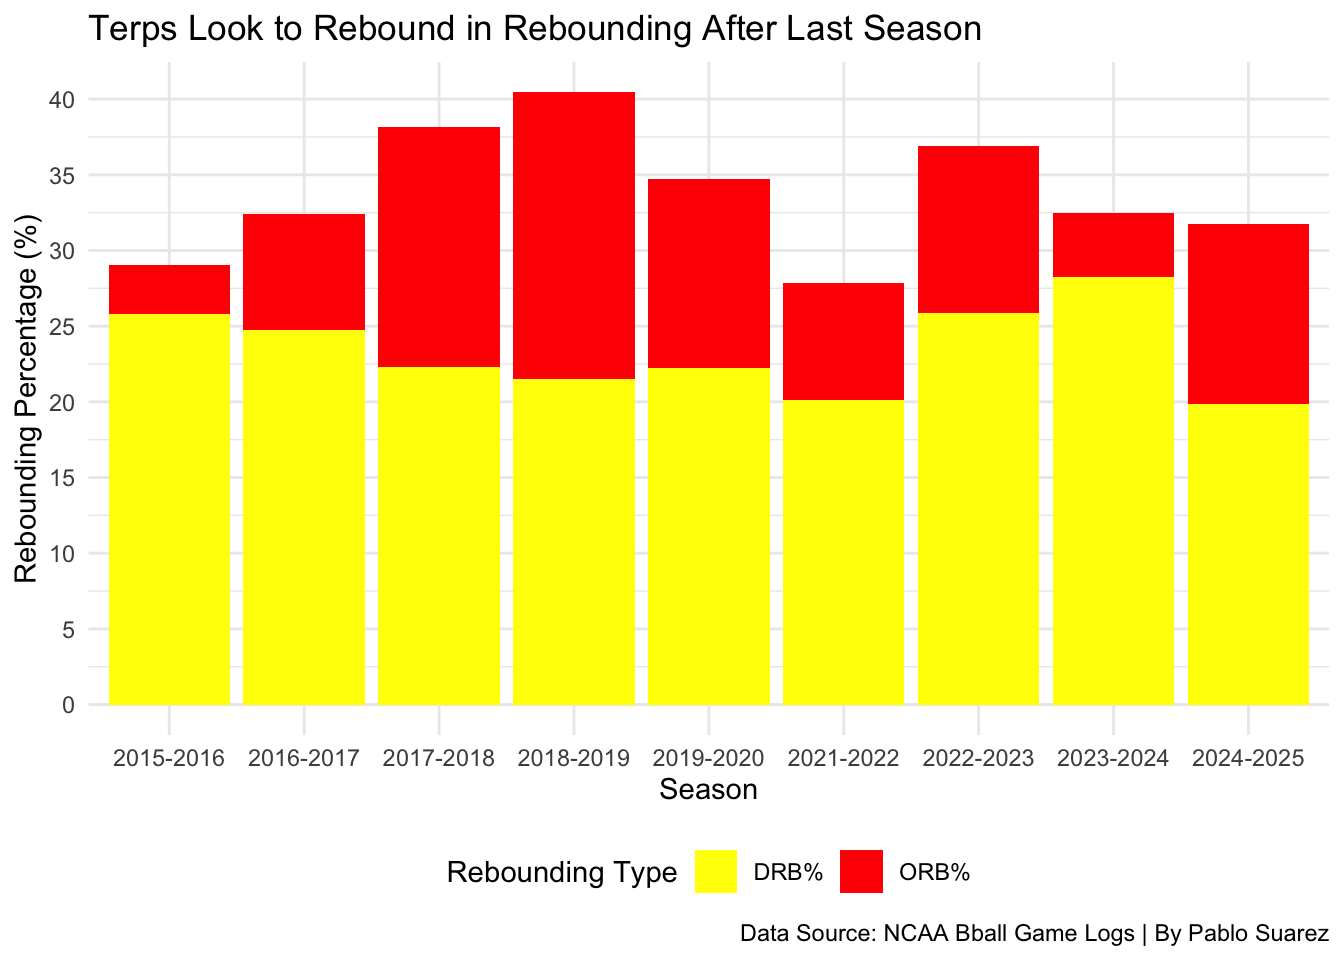 Terps Look to Rebound in Rebounding After Last Season
Rebounding Percentage (%)
40
35
30
25
20
15
10
5
0
2015-2016 2016-2017 2017-2018 2018-2019 2019-2020 2021-2022 2022-2023 2023-2024 2024-2025
Season
Rebounding Type DRB% ORB%
Data Source: NCAA Bball Game Logs | By Pablo Suarez